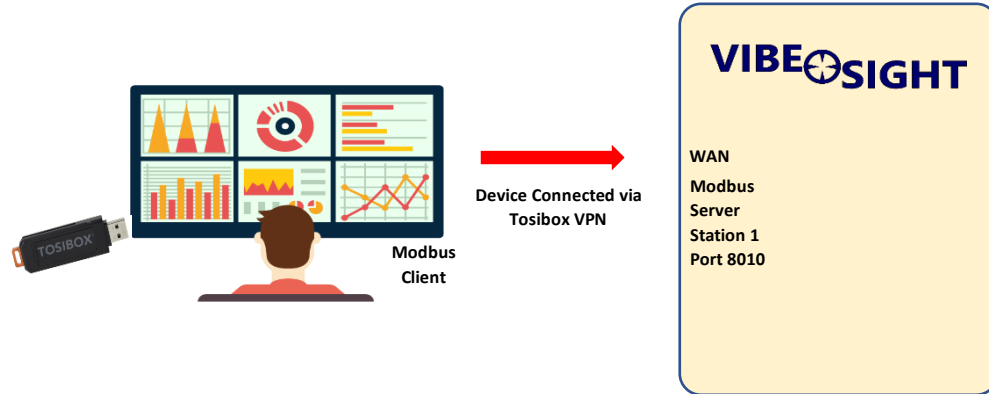 VIBE SIGHT
WAN
Modbus
Server
Station 1
Port 8010
Device Connected via
Tosibox VPN
Modbus
Client
TOSIBOX